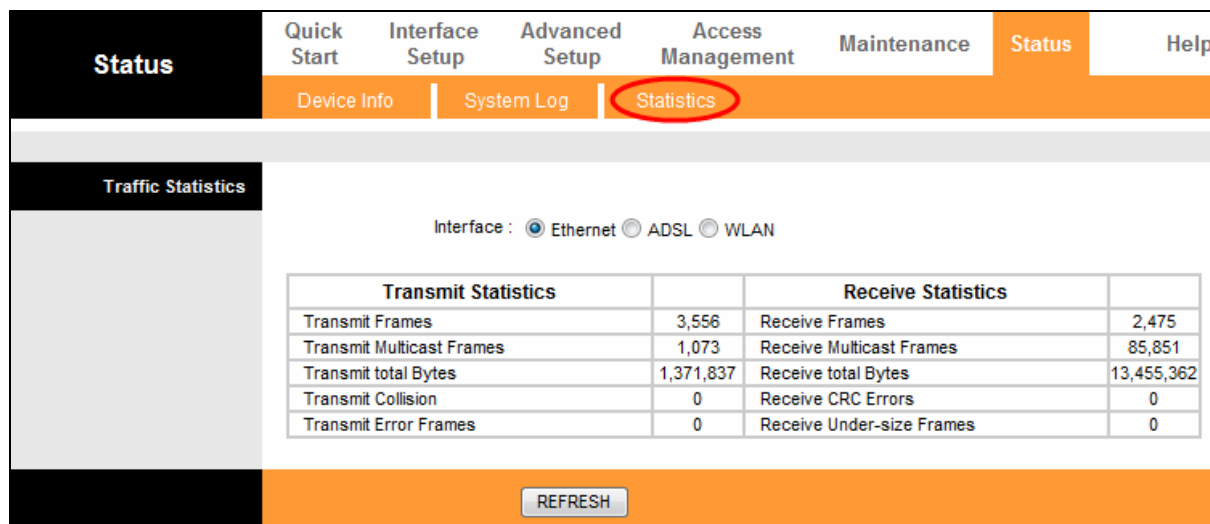 Status
Quick Start
Interface Setup
Advanced Setup
Access Management
Maintenance
Status
Help
Device Info
System Log
Statistics
Traffic Statistics
Interface : Ethernet ADSL WLAN
Transmit Statistics Receive Statistics
Transmit Frames 3,556 Receive Frames 2,475
Transmit Multicast Frames 1,073 Receive Multicast Frames 85,851
Transmit total Bytes 1,371,837 Receive total Bytes 13,455,362
Transmit Collision 0 Receive CRC Errors 0
Transmit Error Frames 0 Receive Under-size Frames 0
REFRESH